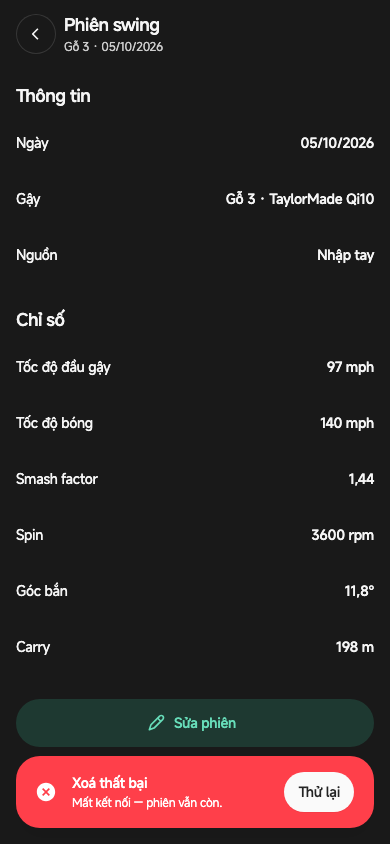 Phiên swing
Gỗ 3 · 05/10/2026
Thông tin
Ngày 05/10/2026
Gậy Gỗ 3 · TaylorMade Qi10
Nguồn Nhập tay
Chỉ số
Tốc độ đầu gậy 97 mph
Tốc độ bóng 140 mph
Smash factor 1,44
Spin 3600 rpm
Góc bắn 11,8°
Carry 198 m
Sửa phiên
Xoá thất bại
Mất kết nối — phiên vẫn còn.
Thử lại